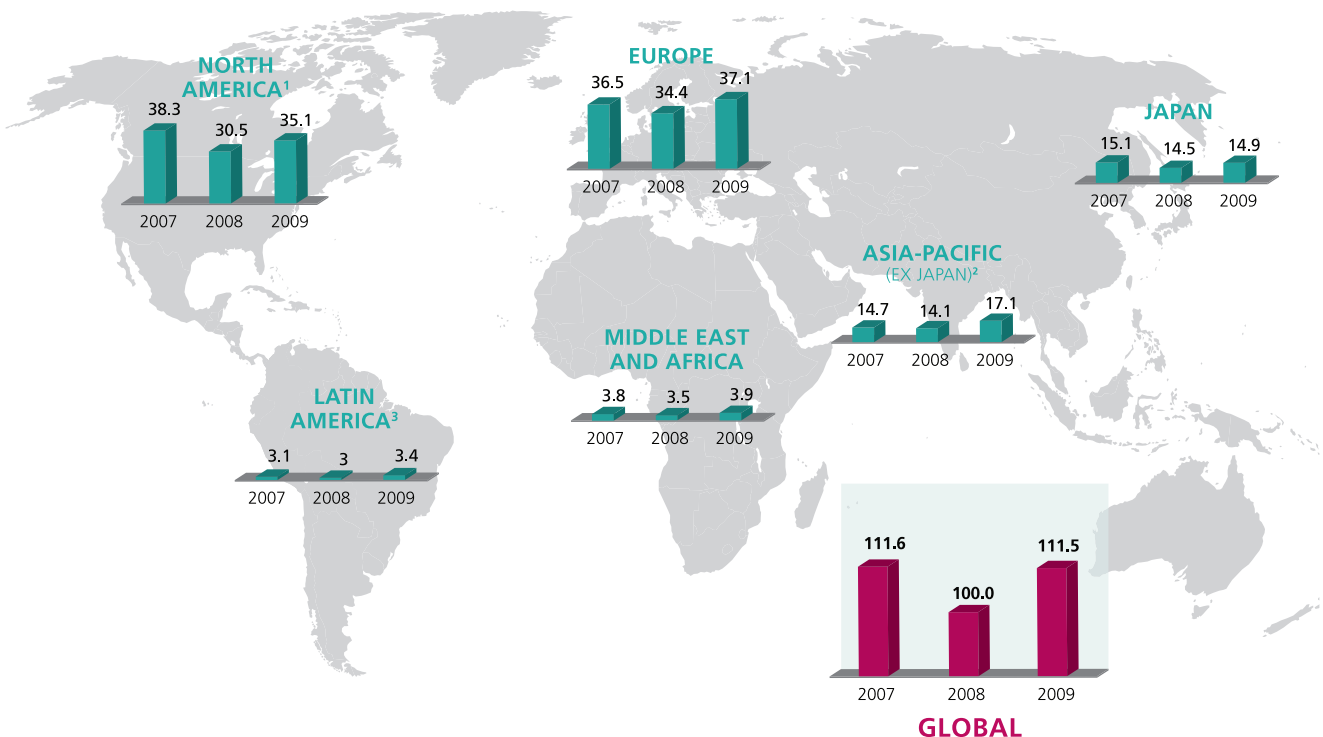 NORTH
AMERICA¹
38.3
30.5
35.1
2007 2008 2009
EUROPE
36.5
34.4
37.1
2007 2008 2009
JAPAN
15.1
14.5
14.9
2007 2008 2009
ASIA-PACIFIC
(EX JAPAN)²
14.7
14.1
17.1
2007 2008 2009
MIDDLE EAST
AND AFRICA
3.8
3.5
3.9
2007 2008 2009
LATIN
AMERICA³
3.1
3
3.4
2007 2008 2009
111.6
100.0
111.5
2007 2008 2009
GLOBAL